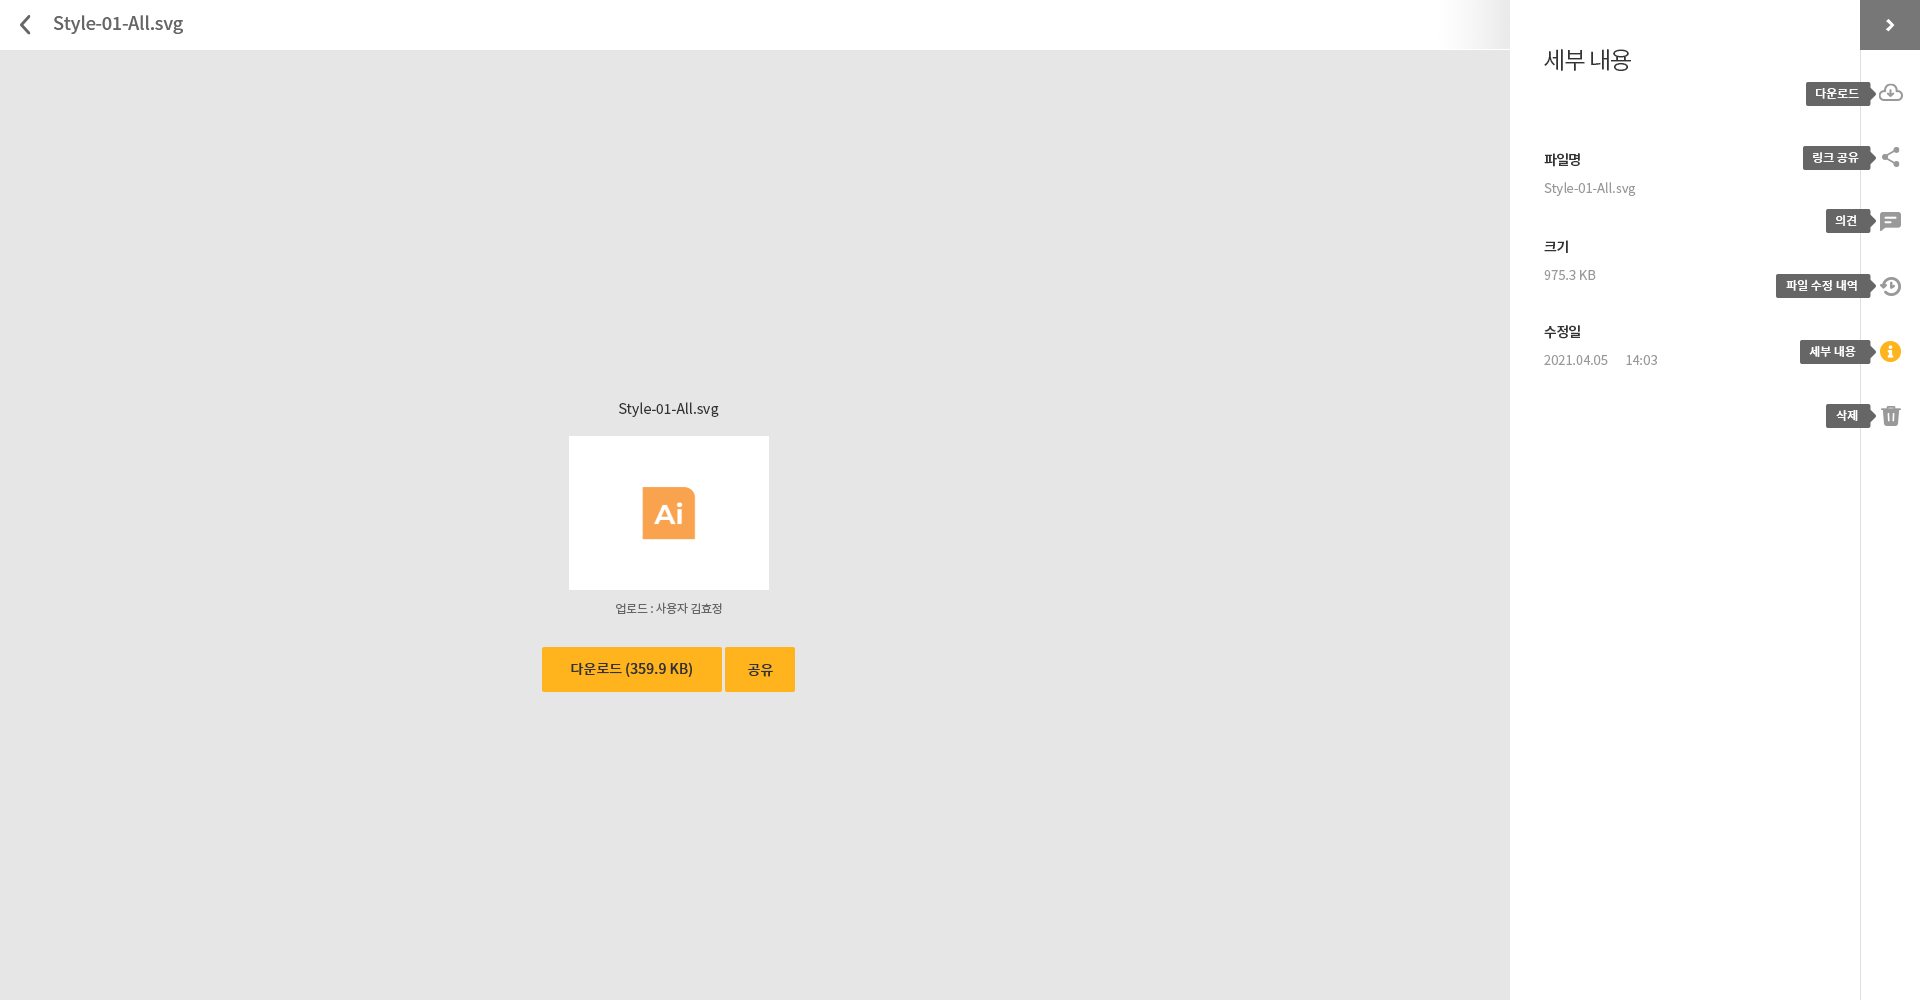 Style-01-All.svg
세부 내용
다운로드
파일명
링크 공유
Style-01-All.svg
의견
크기
975.3 KB
파일 수정 내역
수정일
세부 내용
2021.04.05 14:03
삭제
Style-01-All.svg
Ai
업로드 : 사용자 김효정
다운로드 (359.9 KB)
공유